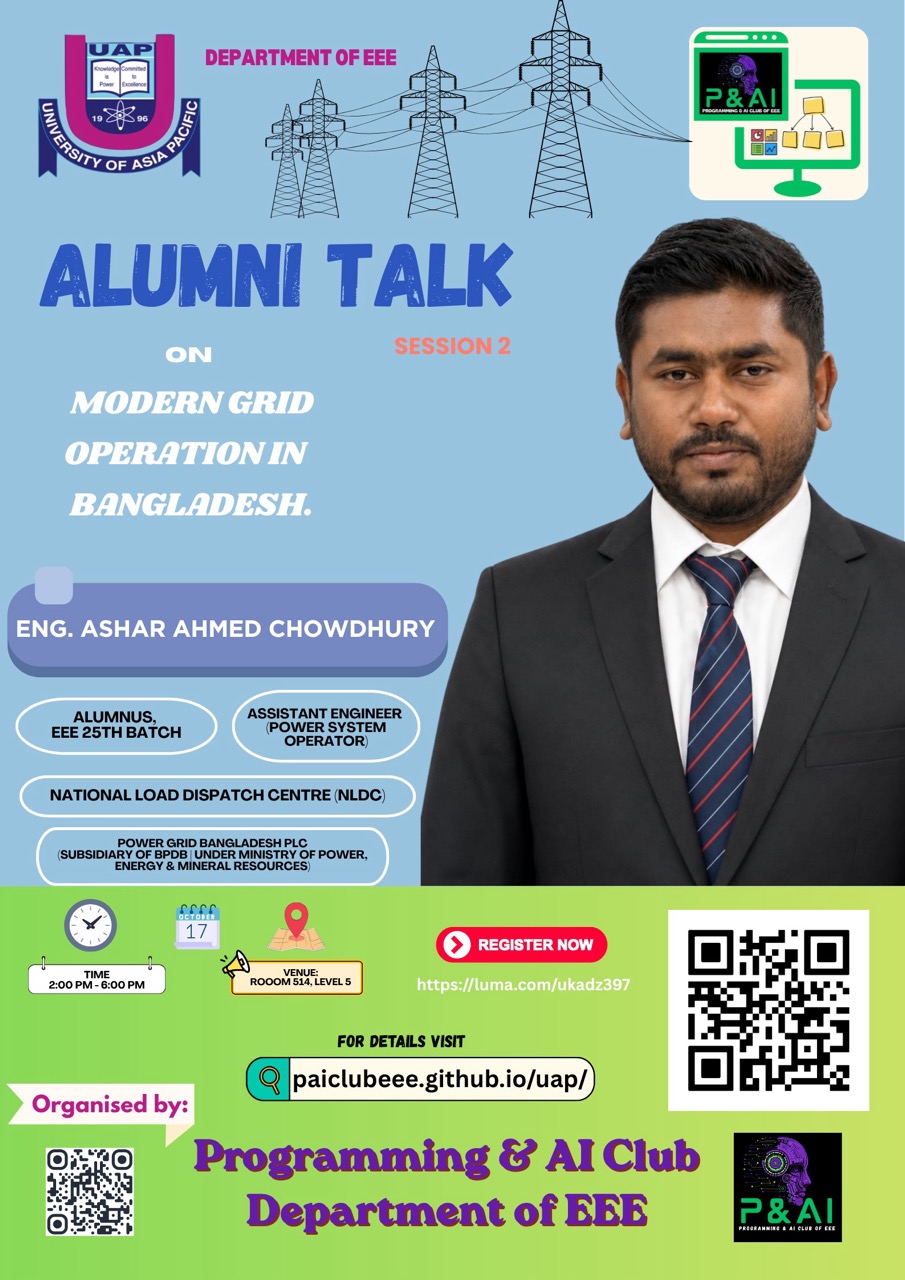 UAP
Knowledge is Power
Committed to Excellence
19 96
UNIVERSITY OF ASIA PACIFIC
DEPARTMENT OF EEE
P & AI
PROGRAMMING & AI CLUB OF EEE
ALUMNI TALK
SESSION 2
ON
MODERN GRID
OPERATION IN
BANGLADESH.
ENG. ASHAR AHMED CHOWDHURY
ALUMNUS,
EEE 25TH BATCH
ASSISTANT ENGINEER
(POWER SYSTEM
OPERATOR)
NATIONAL LOAD DISPATCH CENTRE (NLDC)
POWER GRID BANGLADESH PLC
(SUBSIDIARY OF BPDB | UNDER MINISTRY OF POWER,
ENERGY & MINERAL RESOURCES)
OCTOBER
17
TIME
2:00 PM - 6:00 PM
VENUE:
ROOOM 514, LEVEL 5
REGISTER NOW
https://luma.com/ukadz397
FOR DETAILS VISIT
paiclubeee.github.io/uap/
Organised by:
Programming & AI Club
Department of EEE
P & AI
PROGRAMMING & AI CLUB OF EEE